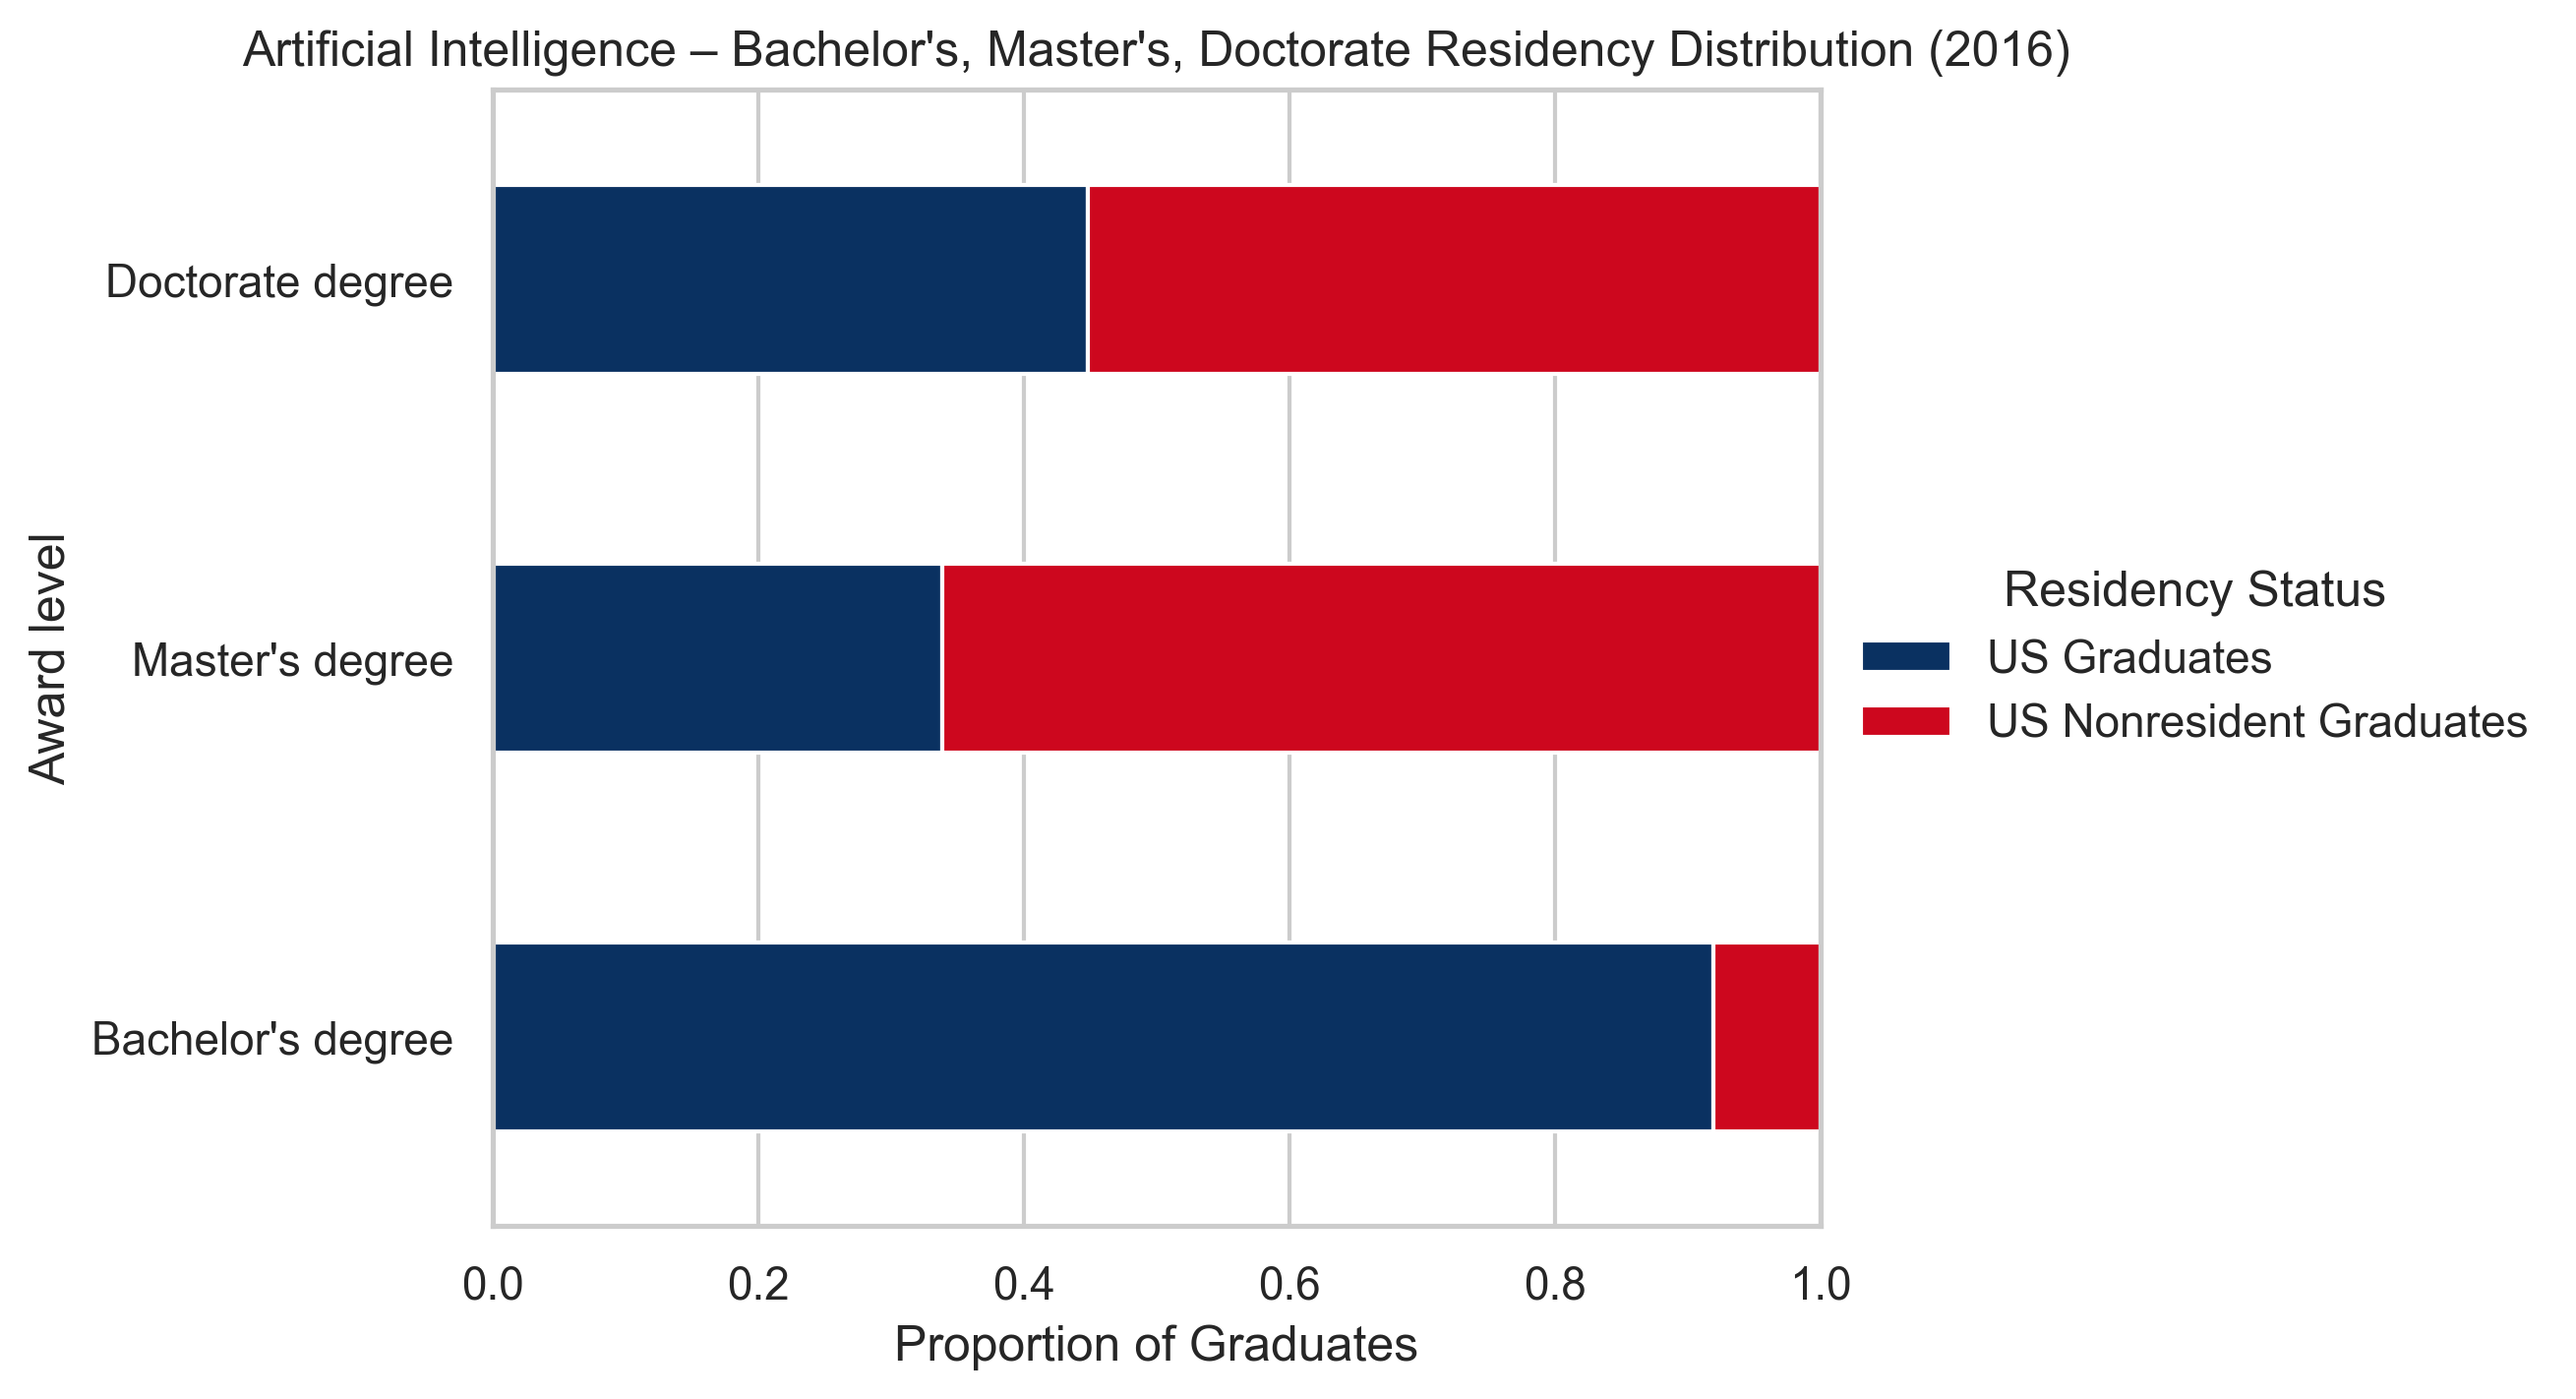 Artificial Intelligence – Bachelor's, Master's, Doctorate Residency Distribution (2016)
Award level
Doctorate degree
Master's degree
Bachelor's degree
0.0 0.2 0.4 0.6 0.8 1.0
Proportion of Graduates
Residency Status
US Graduates
US Nonresident Graduates